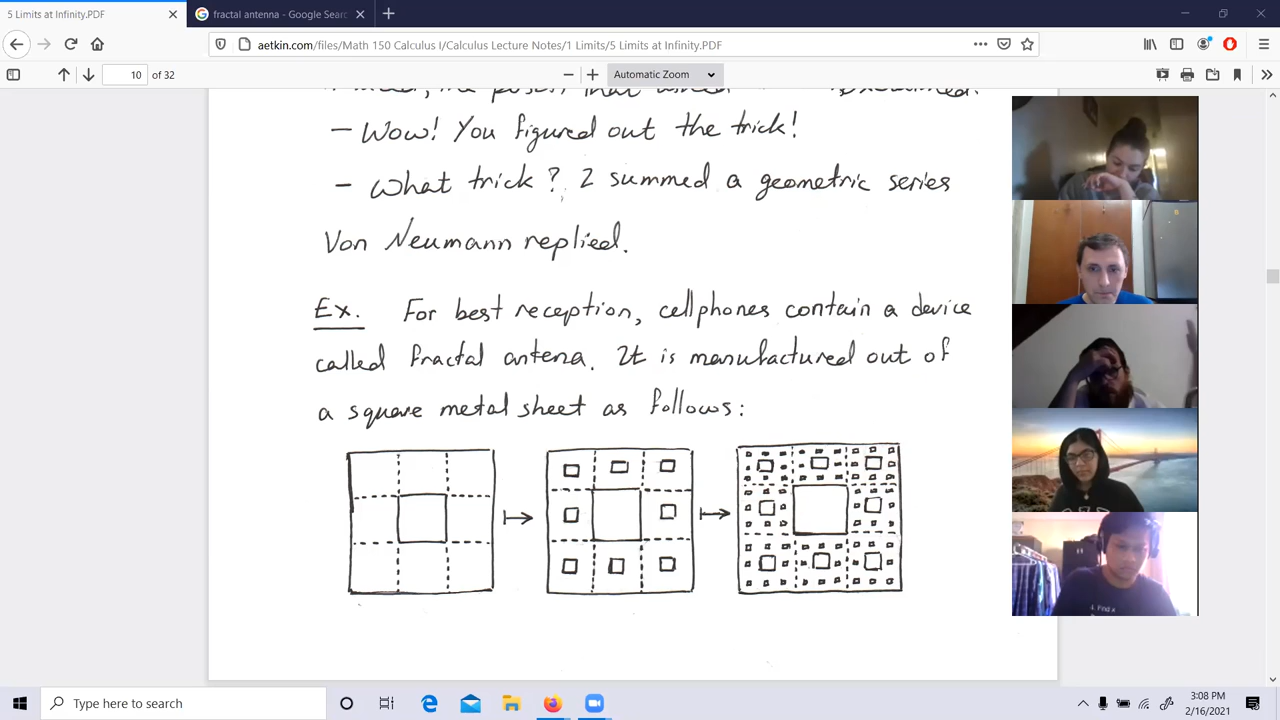 5 Limits at Infinity.PDF
fractal antenna - Google Searc
aetkin.com/files/Math 150 Calculus I/Calculus Lecture Notes/1 Limits/5 Limits at Infinity.PDF
10 of 32
Automatic Zoom
- Wow! You figured out the trick!
- What trick? I summed a geometric series
Von Neumann replied.
Ex. For best reception, cellphones contain a device
called fractal antena. It is manufactured out of
a square metal sheet as follows:
Type here to search
3:08 PM
2/16/2021